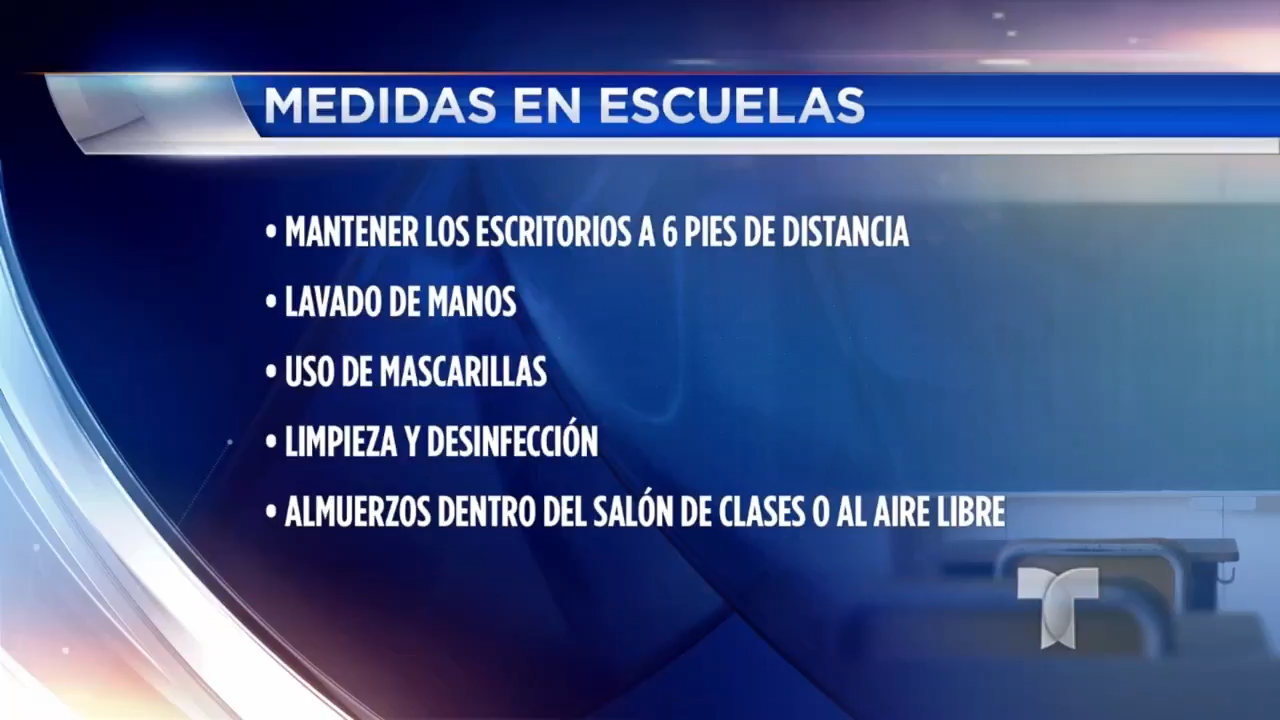 MEDIDAS EN ESCUELAS
• MANTENER LOS ESCRITORIOS A 6 PIES DE DISTANCIA
• LAVADO DE MANOS
• USO DE MASCARILLAS
• LIMPIEZA Y DESINFECCIÓN
• ALMUERZOS DENTRO DEL SALÓN DE CLASES O AL AIRE LIBRE